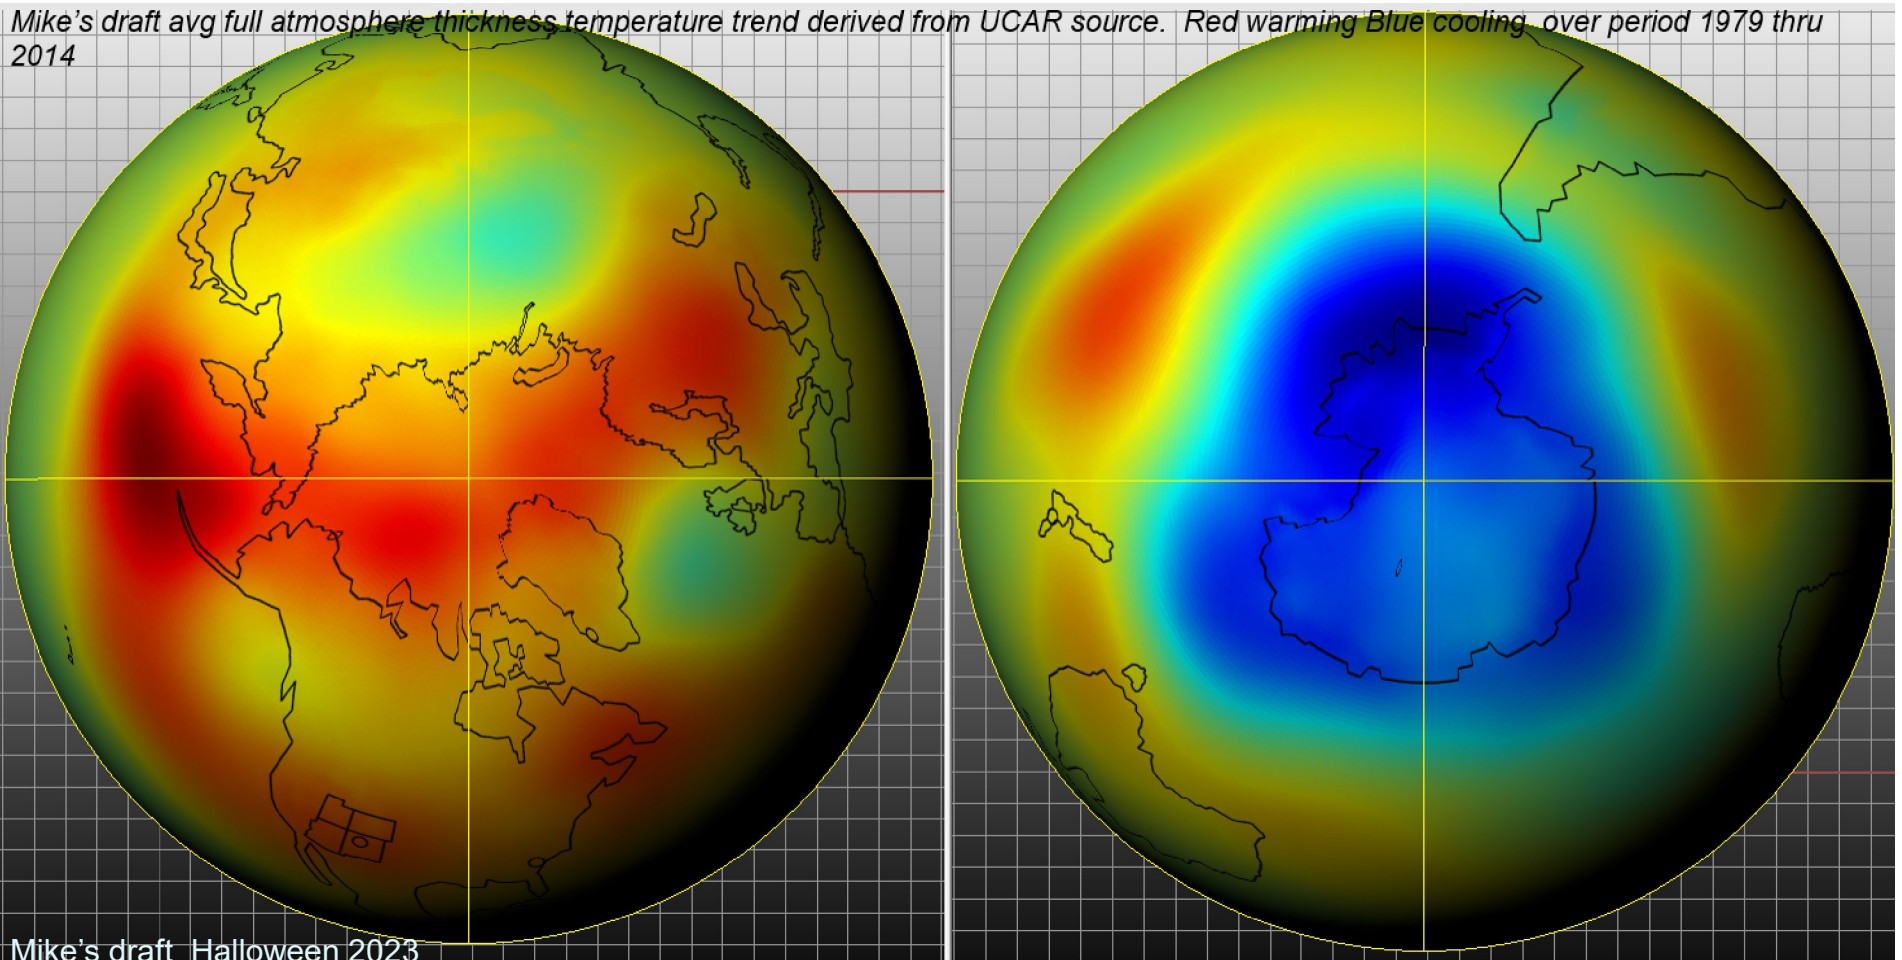 Mike's draft avg full atmosphere thickness temperature trend derived from UCAR source.  Red warming Blue cooling  over period 1979 thru
2014
Mike's draft  Halloween 2023